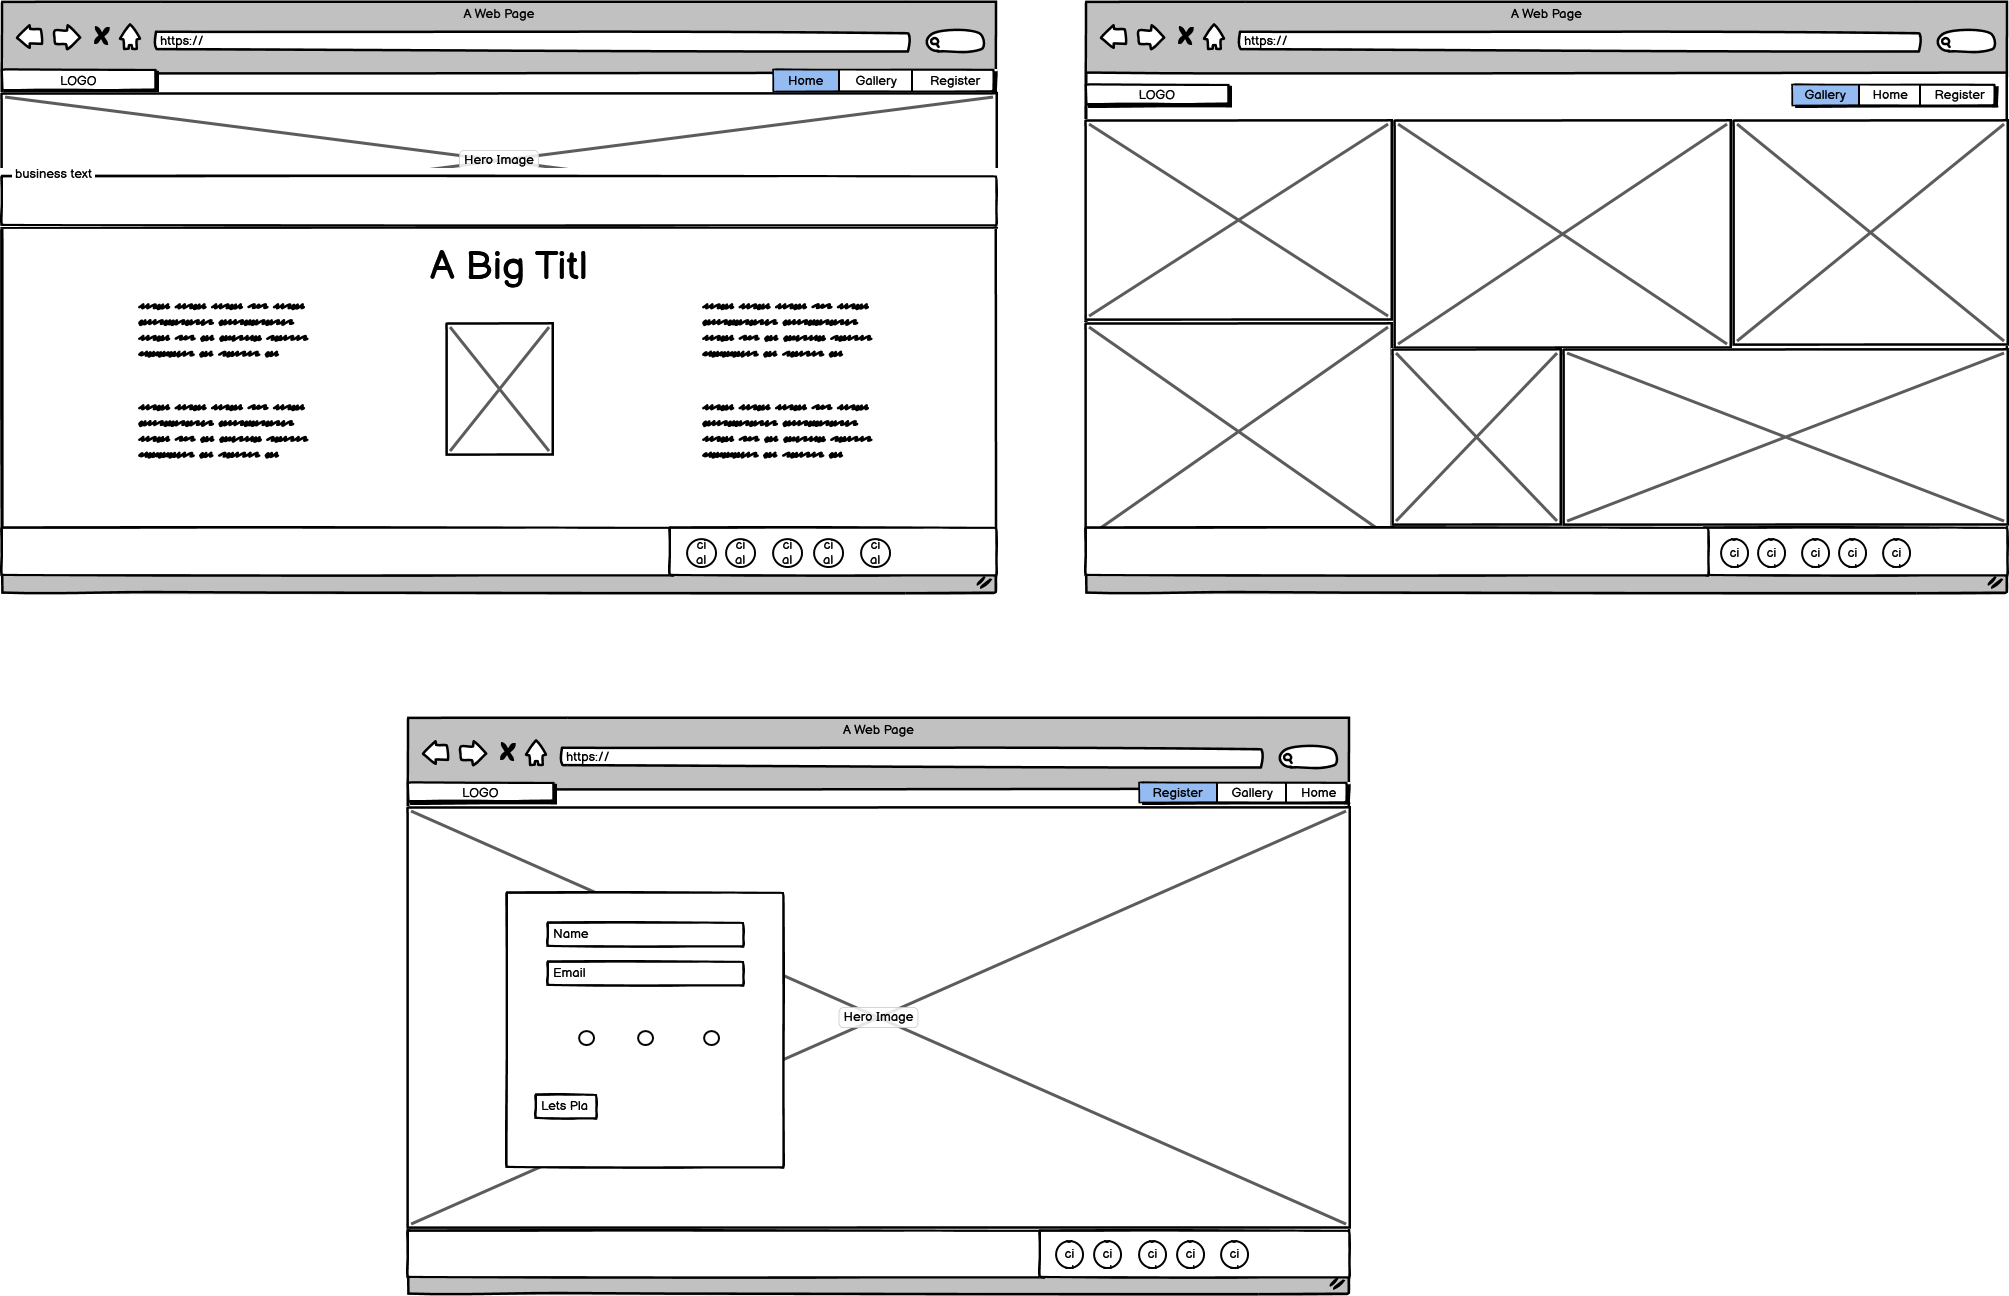 A Web Page
https://
LOGO
Home Gallery Register
Hero Image
business text
A Big Titl
ci al ci al ci al ci al ci al
A Web Page
https://
LOGO
Gallery Home Register
ci ci ci ci ci
A Web Page
https://
LOGO
Register Gallery Home
Name
Email
Hero Image
Lets Pla
ci ci ci ci ci